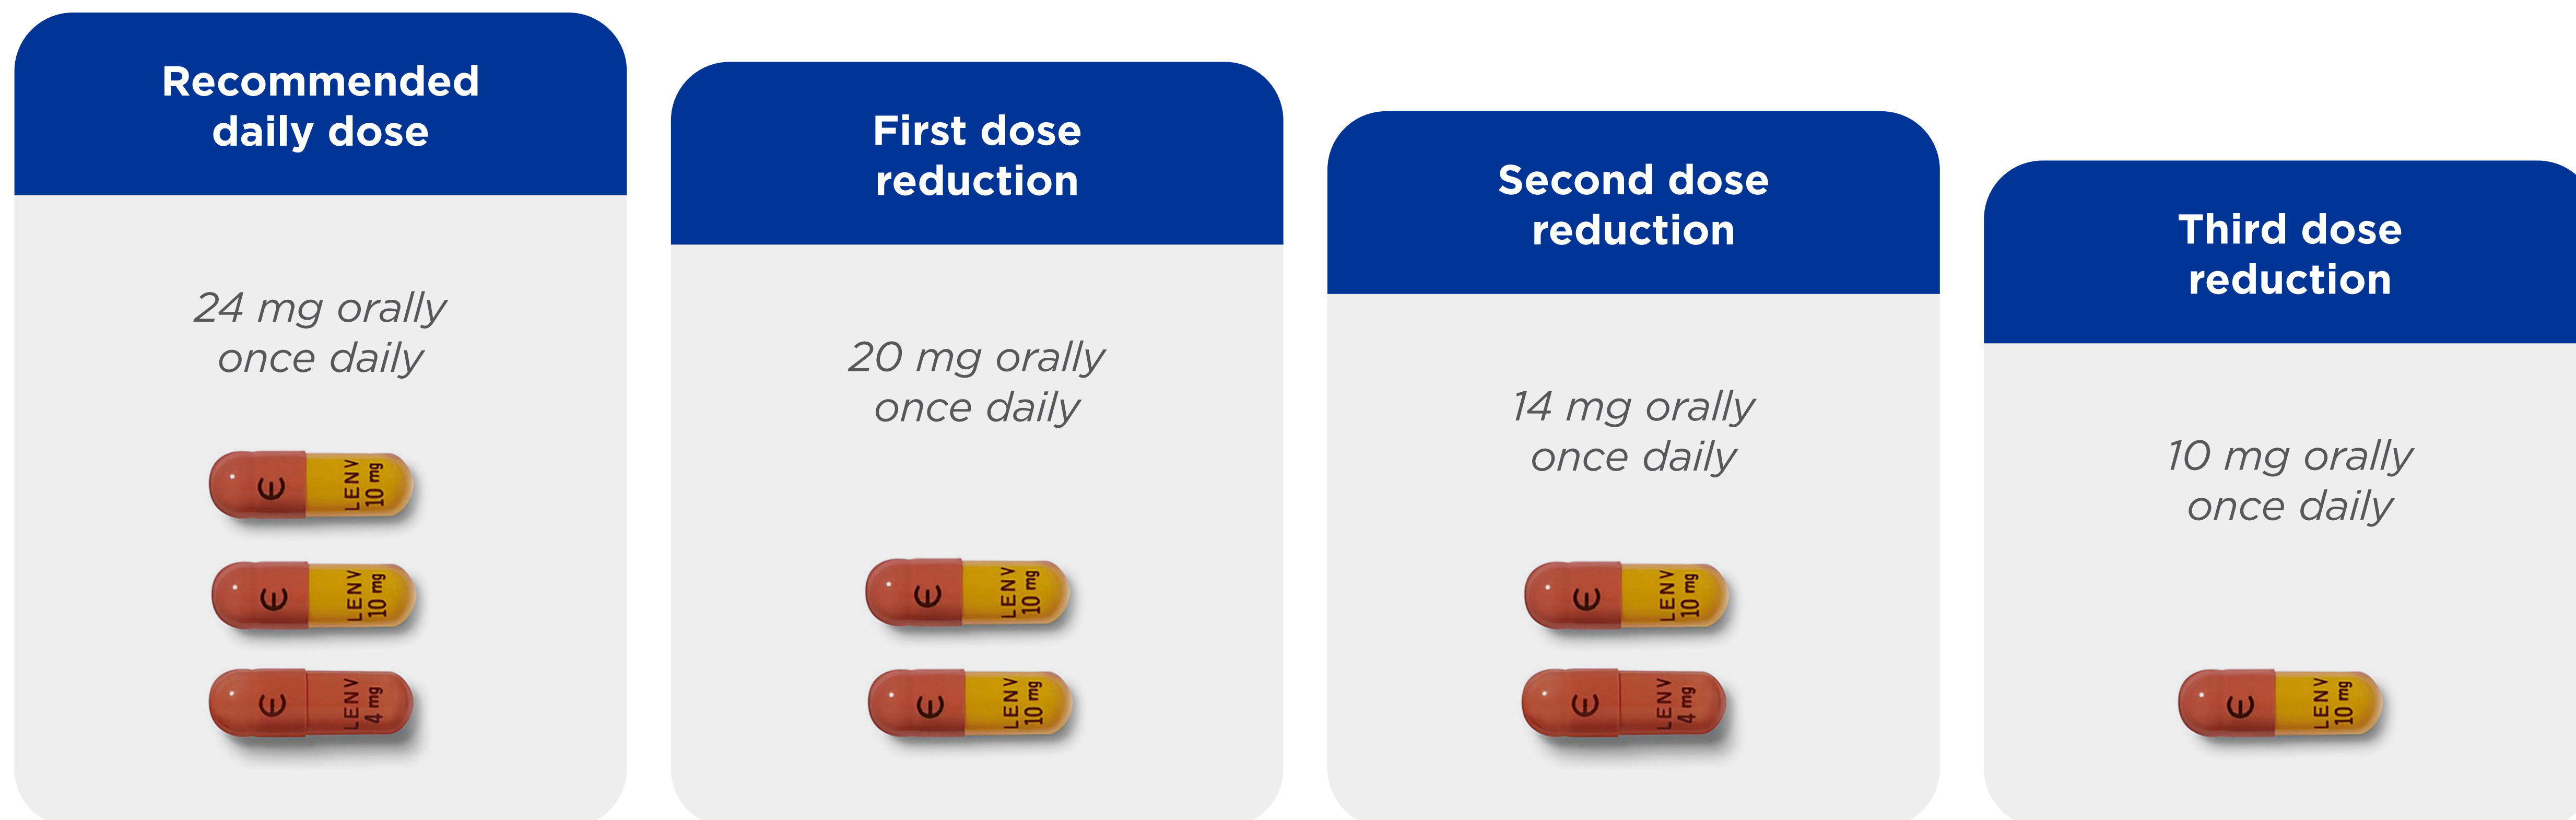 Recommended
daily dose
24 mg orally
once daily
Є
LENV
10 mg
Є
LENV
10 mg
Є
LENV
4 mg
First dose
reduction
20 mg orally
once daily
Є
LENV
10 mg
Є
LENV
10 mg
Second dose
reduction
14 mg orally
once daily
Є
LENV
10 mg
Є
LENV
4 mg
Third dose
reduction
10 mg orally
once daily
Є
LENV
10 mg